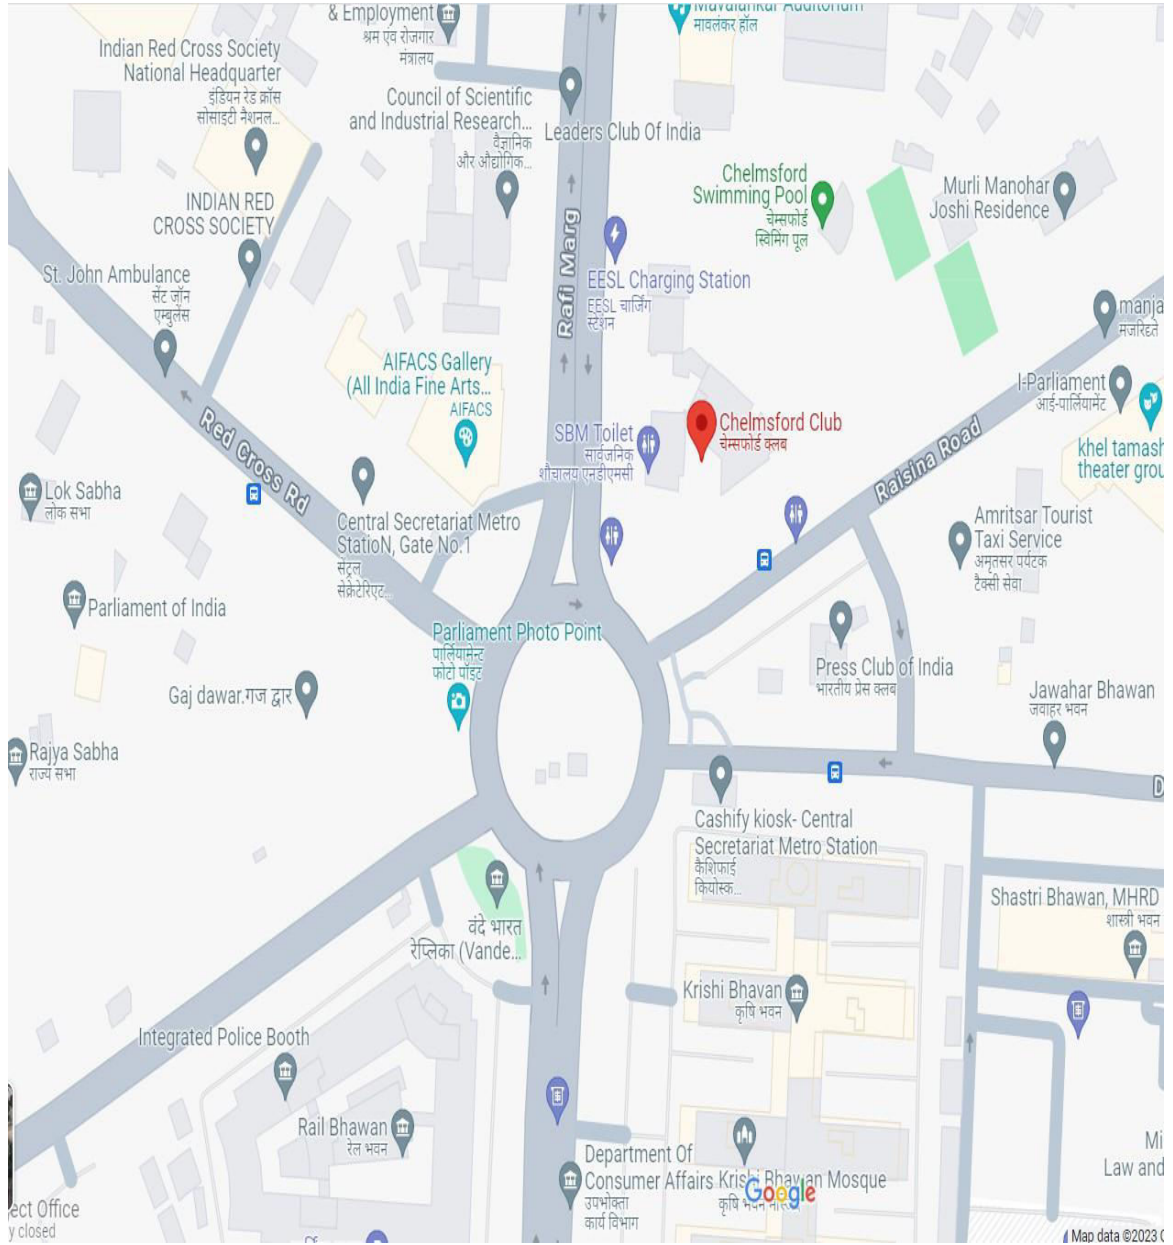 & Employment
श्रम एंव रोजगार
मंत्रालय
मावलंकर हॉल
Indian Red Cross Society
National Headquarter
इंडियन रेड क्रॉस
सोसाइटी नैशनल...
Council of Scientific
and Industrial Research...
वैज्ञानिक
और औद्योगिक...
Leaders Club Of India
Chelmsford
Swimming Pool
चेम्सफोर्ड
स्विमिंग पूल
Murli Manohar
Joshi Residence
INDIAN RED
CROSS SOCIETY
Rafi Marg
St. John Ambulance
सेंट जॉन
एम्बुलेंस
EESL Charging Station
EESL चार्जिंग
स्टेशन
manja
AIFACS Gallery
(All India Fine Arts...
AIFACS
I-Parliament
आई-पार्लियामेंट
Chelmsford Club
चेम्सफोर्ड क्लब
SBM Toilet
सार्वजनिक
शौचालय एनडीएमसी
Red Cross Rd
Raisina Road
khel tamash
theater grou
Lok Sabha
लोक सभा
Central Secretariat Metro
StatioN, Gate No.1
सेंट्रल
सेक्रेटेरिएट...
Amritsar Tourist
Taxi Service
अमृतसर पर्यटक
टैक्सी सेवा
Parliament of India
Parliament Photo Point
पार्लियामेन्ट
फोटो पॉइंट
Press Club of India
भारतीय प्रेस क्लब
Gaj dawar.गज द्वार
Jawahar Bhawan
जवाहर भवन
Rajya Sabha
राज्य सभा
D
Cashify kiosk- Central
Secretariat Metro Station
कैशिफाई
कियोस्क...
Shastri Bhawan, MHRD
शास्त्री भवन
वंदे भारत
रेप्लिका (Vande...
Krishi Bhavan
कृषि भवन
Integrated Police Booth
Rail Bhawan
रेल भवन
Department Of
Consumer Affairs
उपभोक्ता
कार्य विभाग
Krishi Bhavan Mosque
कृषि भवन
Google
Mi
Law and
ect Office
y closed
Map data ©2023